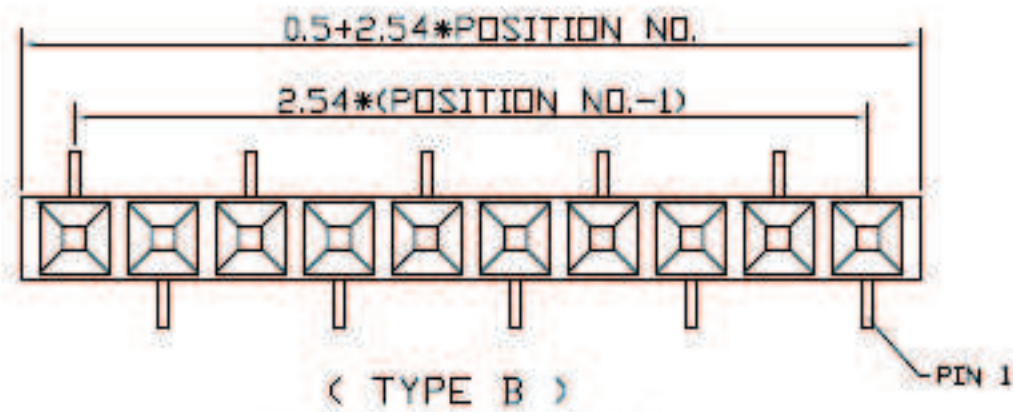 0.5+2.54*POSITION NO.
2.54*(POSITION NO.-1)
PIN 1
( TYPE B )